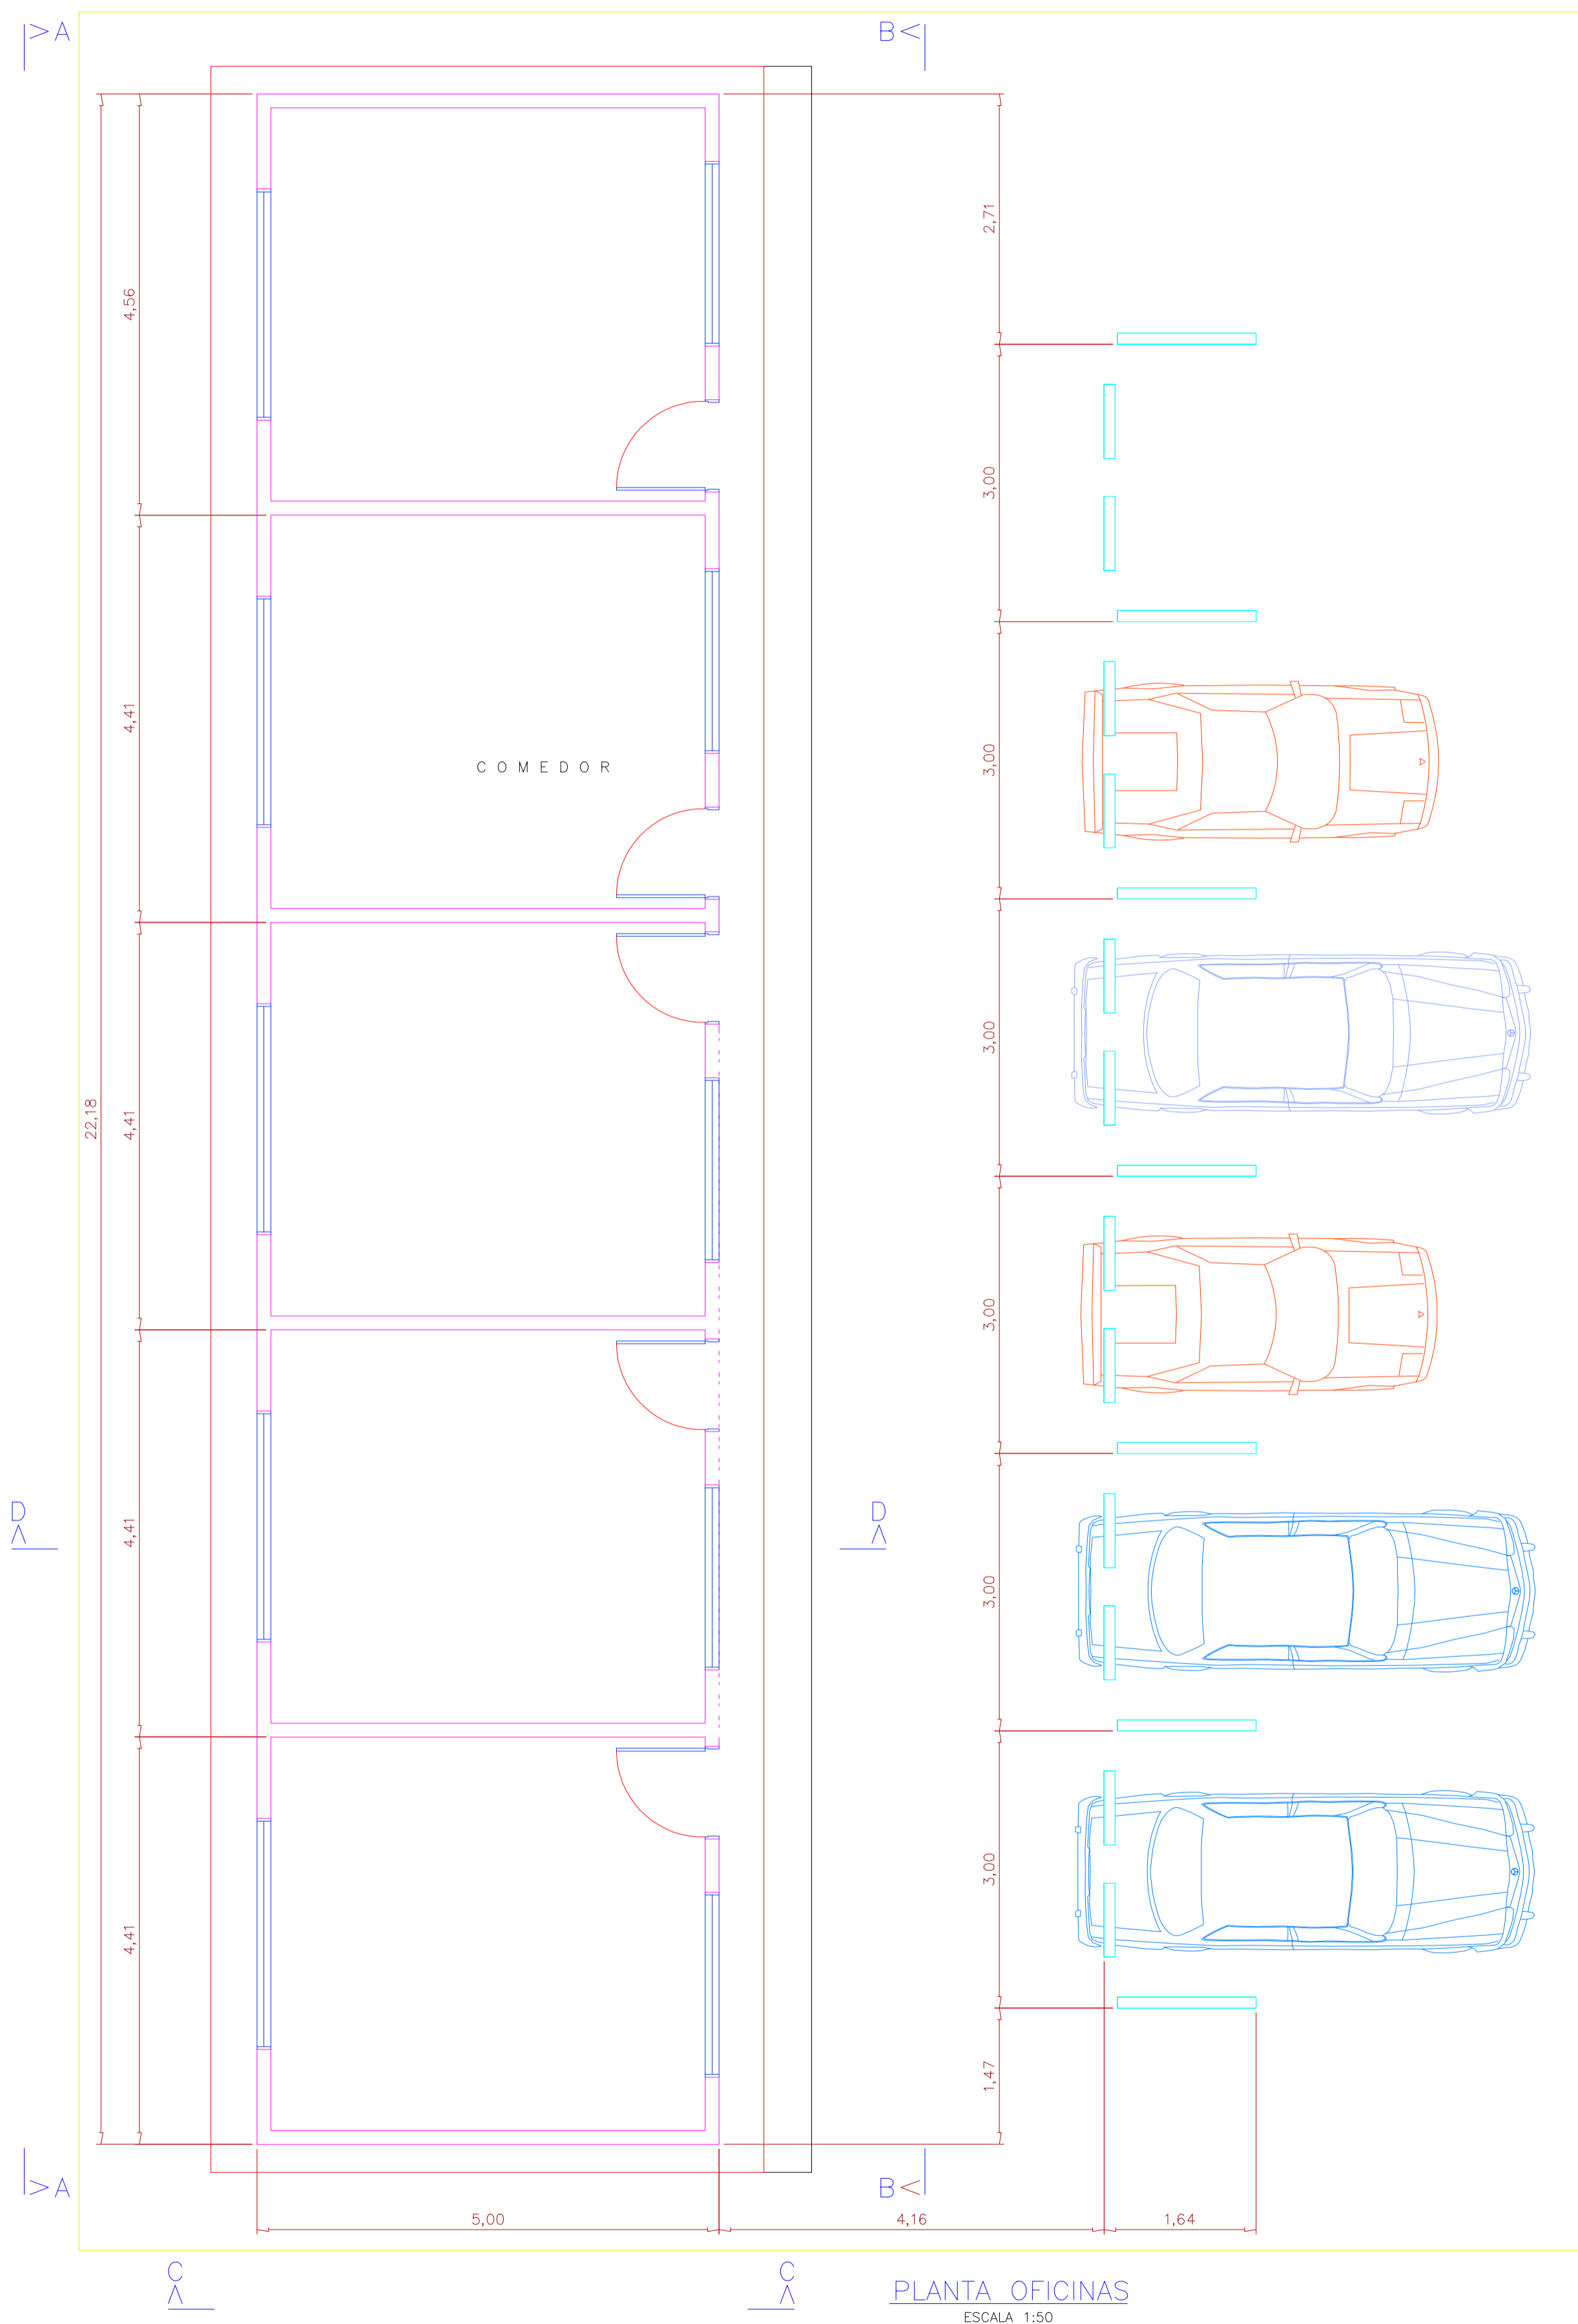 A
B
2,71
4,56
3,00
4,41
3,00
COMEDOR
3,00
22,18
4,41
3,00
D
D
4,41
3,00
3,00
4,41
1,47
A
B
5,00
4,16
1,64
C
C
PLANTA OFICINAS
ESCALA 1:50